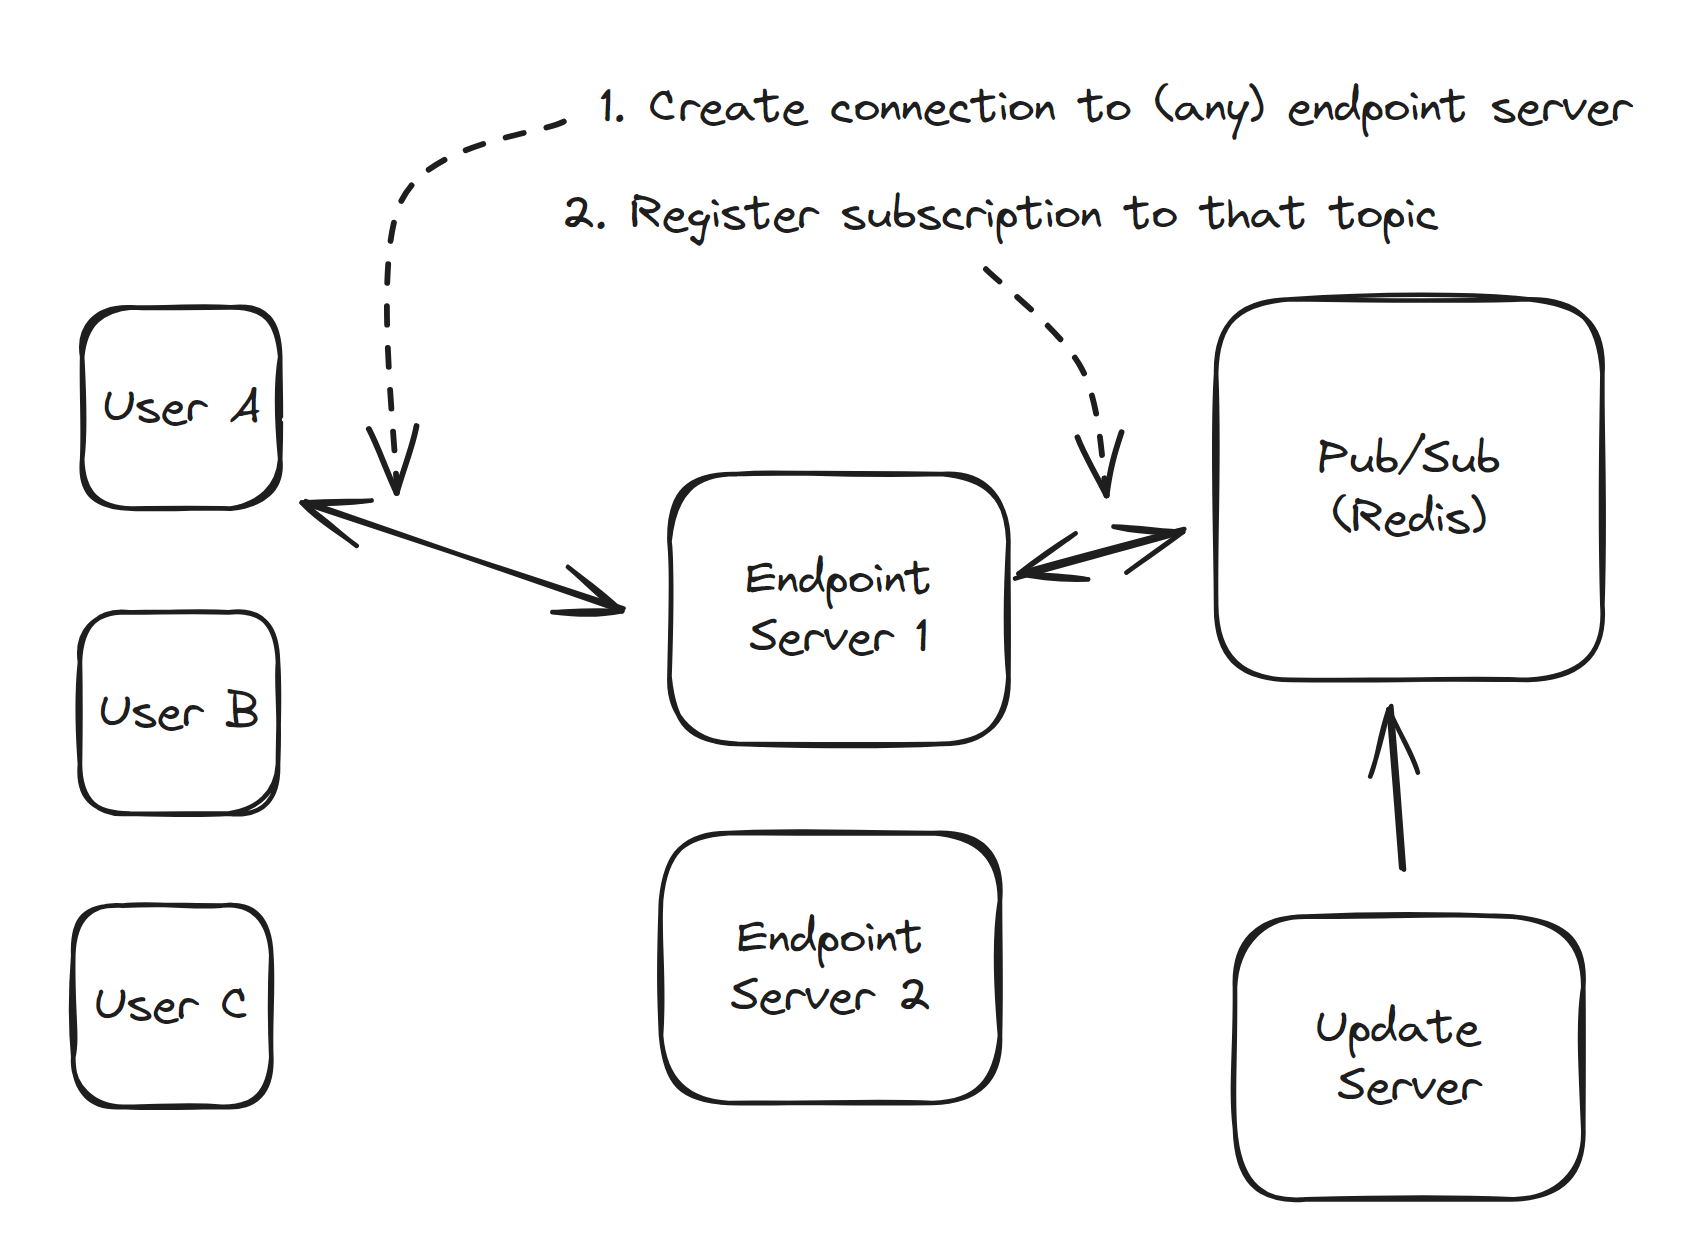 1. Create connection to (any) endpoint server
2. Register subscription to that topic
User A
Pub/Sub
(Redis)
Endpoint
Server 1
User B
Endpoint
Server 2
User C
Update
Server